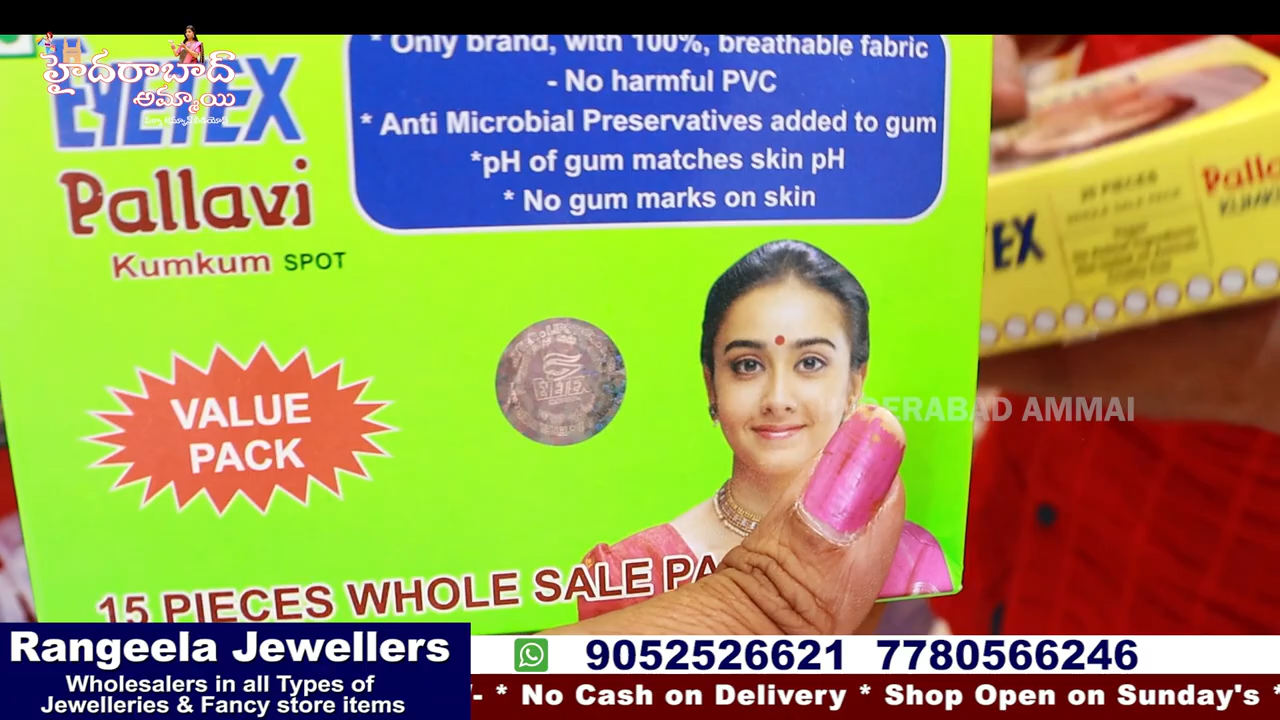 హైదరాబాద్
అమ్మాయి
EYETEX
Pallavi
Kumkum SPOT
* Only brand, with 100%, breathable fabric
- No harmful PVC
* Anti Microbial Preservatives added to gum
*pH of gum matches skin pH
* No gum marks on skin
VALUE
PACK
15 PIECES WHOLE SALE PA
TEX
Palla
HYDERABAD AMMAI
Rangeela Jewellers
Wholesalers in all Types of
Jewelleries & Fancy store items
9052526621 7780566246
/- * No Cash on Delivery * Shop Open on Sunday's *